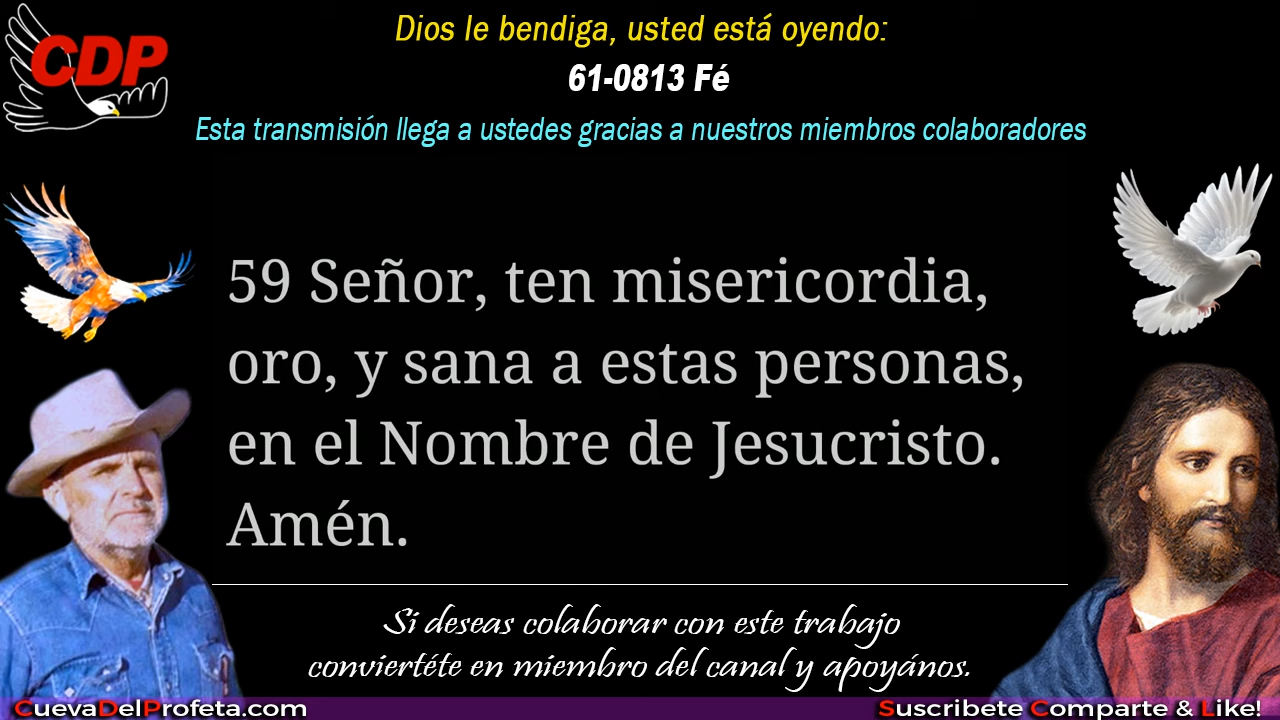 CDP
Dios le bendiga, usted está oyendo:
61-0813 Fé
Esta transmisión llega a ustedes gracias a nuestros miembros colaboradores
59 Señor, ten misericordia,
oro, y sana a estas personas,
en el Nombre de Jesucristo.
Amén.
Si deseas colaborar con este trabajo
conviertéte en miembro del canal y apoyános.
CuevaDelProfeta.com
Suscribete Comparte & Like!